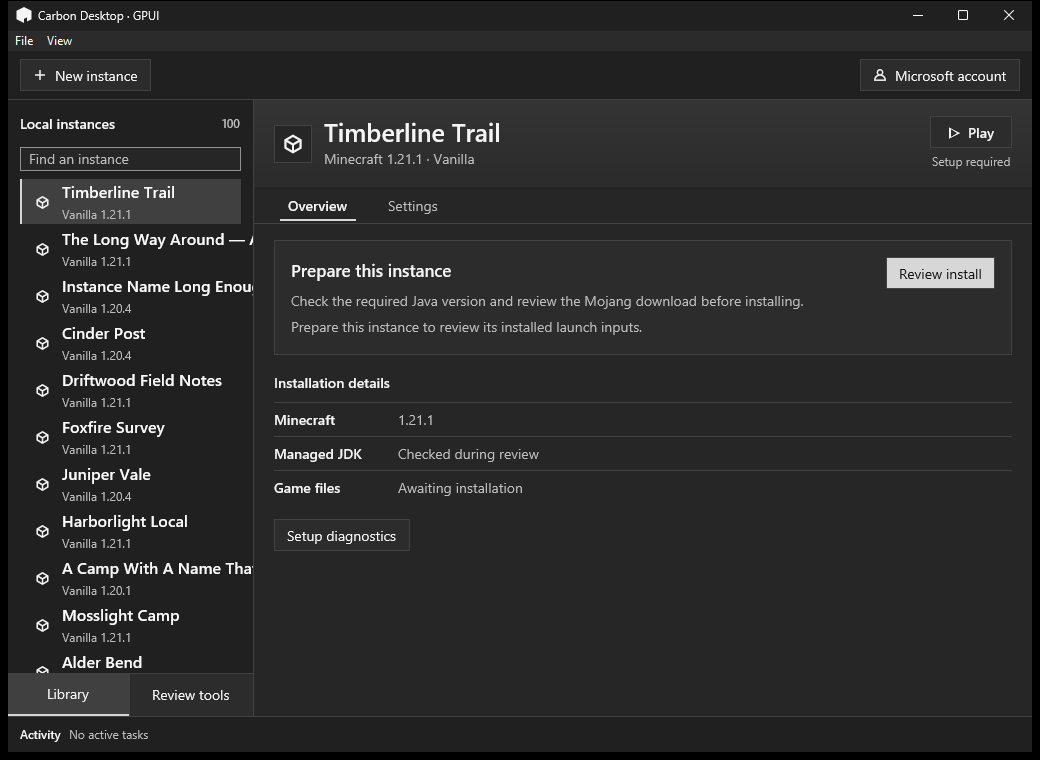 Carbon Desktop · GPUI
File View
New instance
Microsoft account
Local instances 100
Find an instance
Timberline Trail
Vanilla 1.21.1
The Long Way Around —
Vanilla 1.21.1
Instance Name Long
Vanilla 1.20.4
Cinder Post
Vanilla 1.20.4
Driftwood Field Notes
Vanilla 1.21.1
Foxfire Survey
Vanilla 1.21.1
Juniper Vale
Vanilla 1.20.4
Harborlight Local
Vanilla 1.21.1
A Camp With A Name
Vanilla 1.20.1
Mosslight Camp
Vanilla 1.21.1
Alder Bend
Library
Review tools
Timberline Trail
Minecraft 1.21.1 · Vanilla
Play
Setup required
Overview
Settings
Prepare this instance
Check the required Java version and review the Mojang download before installing.
Prepare this instance to review its installed launch inputs.
Review install
Installation details
Minecraft 1.21.1
Managed JDK Checked during review
Game files Awaiting installation
Setup diagnostics
Activity No active tasks